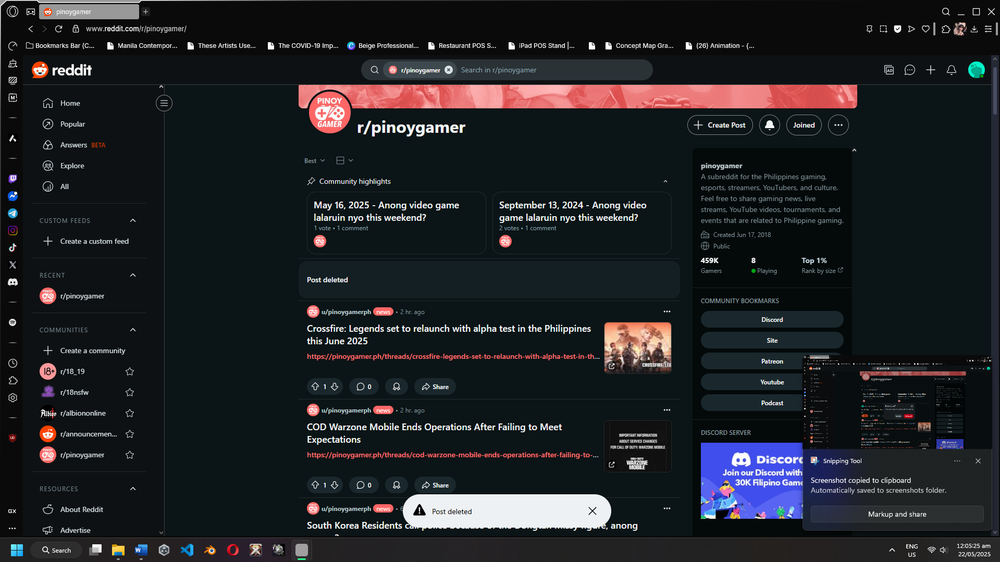 pinoygamer
www.reddit.com/r/pinoygamer/
Bookmarks Bar (C...
Manila Contempor...
These Artists Use...
The COVID-19 Imp...
Beige Professional...
Restaurant POS S...
iPad POS Stand |...
Concept Map Gra...
(26) Animation - {...
reddit
r/pinoygamer
Search in r/pinoygamer
AD
M
Home
Popular
Answers BETA
Explore
All
CUSTOM FEEDS
Create a custom feed
RECENT
r/pinoygamer
COMMUNITIES
Create a community
18+
r/18_19
r/18nsfw
Albion
r/albiononline
r/announcemen...
r/pinoygamer
RESOURCES
About Reddit
Advertise
GX
PINOY
GAMER
r/pinoygamer
Create Post
Joined
Best
Community highlights
May 16, 2025 - Anong video game
lalaruin nyo this weekend?
1 vote • 1 comment
September 13, 2024 - Anong video
game lalaruin nyo this weekend?
2 votes • 1 comment
Post deleted
u/pinoygamerph news • 2 hr. ago
Crossfire: Legends set to relaunch with alpha test in the Philippines
this June 2025
https://pinoygamer.ph/threads/crossfire-legends-set-to-relaunch-with-alpha-test-in-th...
CROSSFIRE: LEG
1
0
Share
u/pinoygamerph news • 2 hr. ago
COD Warzone Mobile Ends Operations After Failing to Meet
Expectations
https://pinoygamer.ph/threads/cod-warzone-mobile-ends-operations-after-failing-to-...
IMPORTANT INFORMATION
ABOUT SERVICE CHANGES
FOR CALL OF DUTY: WARZONE MOBILE
CALL OF DUTY
WARZONE
MOBILE
1
0
Share
u/pinoygamerph news • 6
South Korea Residents call police because of the Dongtan Missy figure, among
Post deleted
pinoygamer
A subreddit for the Philippines gaming,
esports, streamers, YouTubers, and culture.
Feel free to share gaming news, live
streams, YouTube videos, tournaments, and
events that are related to Philippine gaming.
Created Jun 17, 2018
Public
459K
Gamers
8
Playing
Top 1%
Rank by size
COMMUNITY BOOKMARKS
Discord
Site
Patreon
Youtube
Podcast
DISCORD SERVER
Discord
Join our Discord with
30K Filipino Game
Snipping Tool
Screenshot copied to clipboard
Automatically saved to screenshots folder.
Markup and share
Search
ENG
US
12:05:25 am
22/05/2025